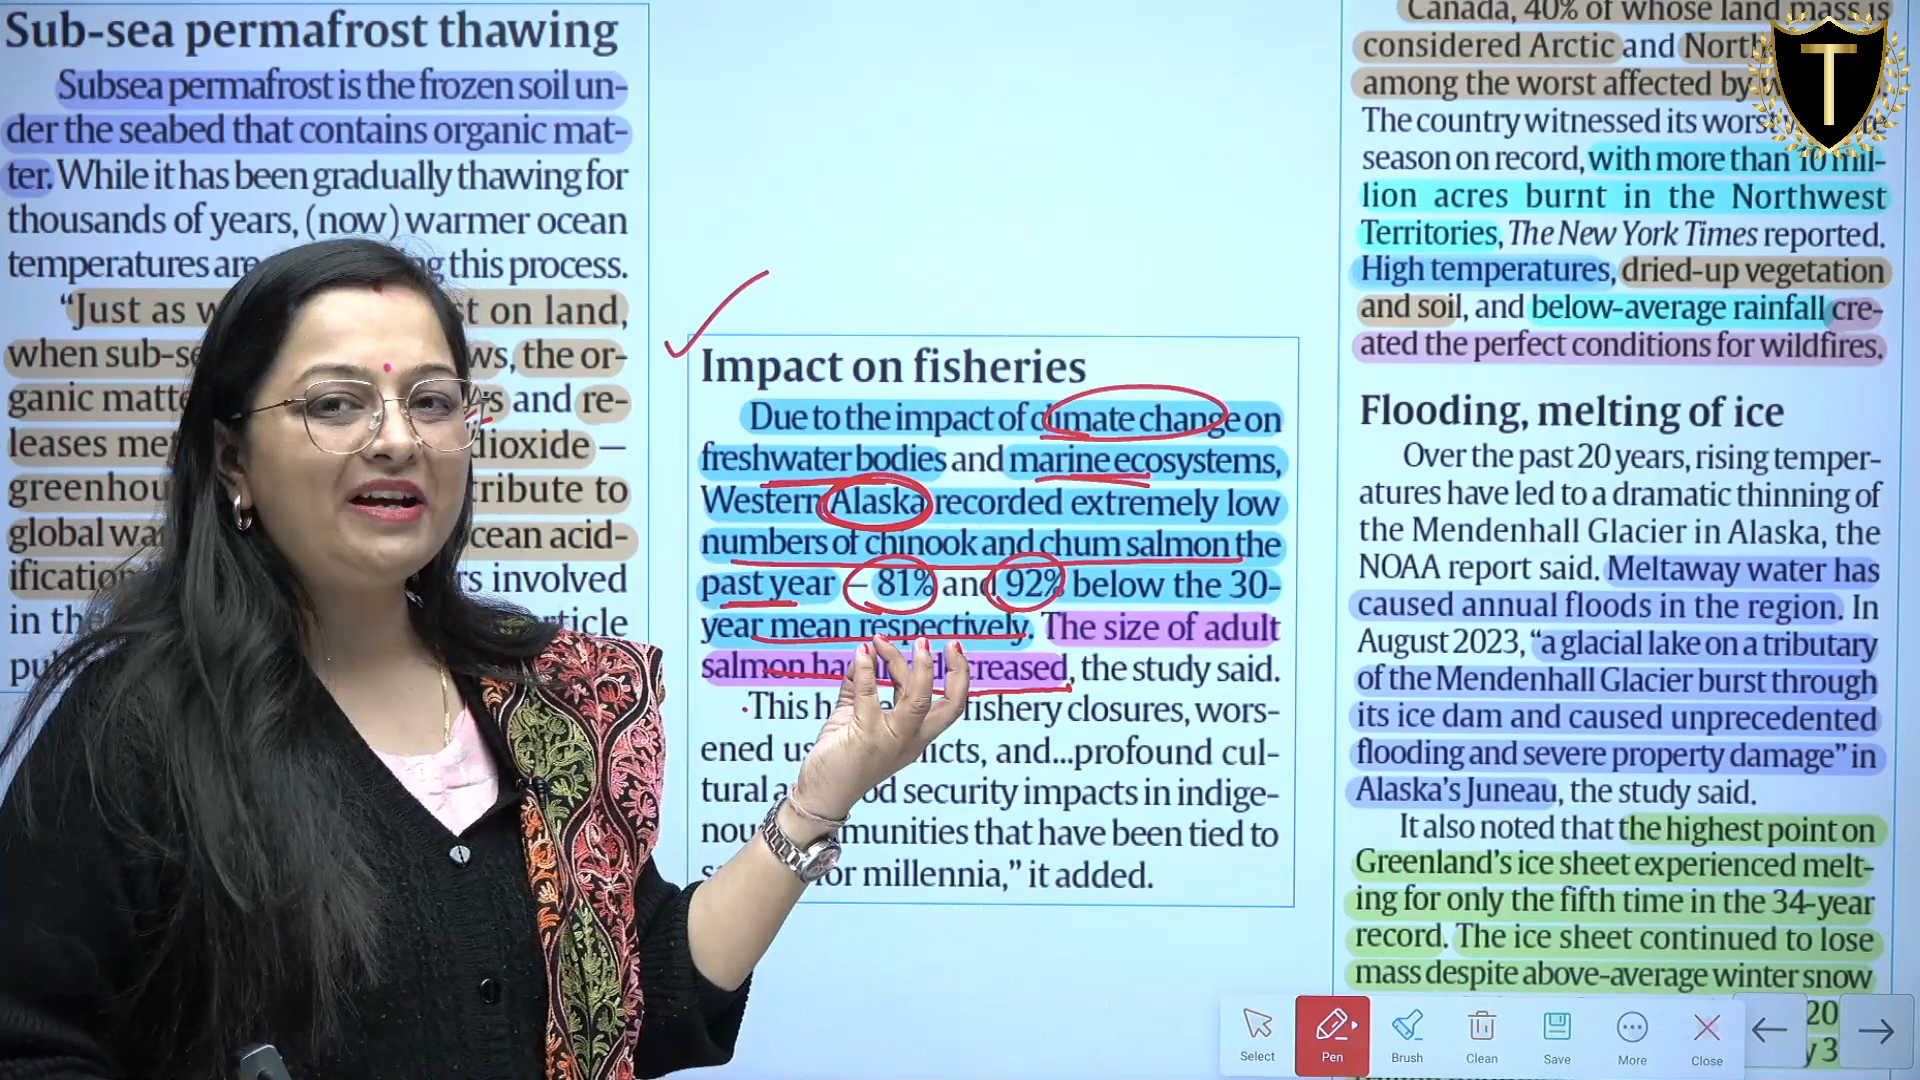 Sub-sea permafrost thawing
Subsea permafrost is the frozen soil un-
der the seabed that contains organic mat-
ter. While it has been gradually thawing for
thousands of years, (now) warmer ocean
temperatures are this process.
“Just as w t on land,
when sub-se ws, the or-
ganic matte s and re-
leases me dioxide —
greenhou tribute to
global wa cean acid-
ification s involved
in th rticle
pu
Impact on fisheries
Due to the impact of climate change on
freshwater bodies and marine ecosystems,
Western Alaska recorded extremely low
numbers of chinook and chum salmon the
past year – 81% and 92% below the 30-
year mean respectively. The size of adult
salmon ha creased, the study said.
This h fishery closures, wors-
ened us icts, and...profound cul-
tural a od security impacts in indige-
nou munities that have been tied to
s for millennia,” it added.
Canada, 40% of whose land mass is
considered Arctic and North
among the worst affected by
The country witnessed its worst
season on record, with more than 10 mil-
lion acres burnt in the Northwest
Territories, The New York Times reported.
High temperatures, dried-up vegetation
and soil, and below-average rainfall cre-
ated the perfect conditions for wildfires.
Flooding, melting of ice
Over the past 20 years, rising temper-
atures have led to a dramatic thinning of
the Mendenhall Glacier in Alaska, the
NOAA report said. Meltaway water has
caused annual floods in the region. In
August 2023, “a glacial lake on a tributary
of the Mendenhall Glacier burst through
its ice dam and caused unprecedented
flooding and severe property damage” in
Alaska’s Juneau, the study said.
It also noted that the highest point on
Greenland’s ice sheet experienced melt-
ing for only the fifth time in the 34-year
record. The ice sheet continued to lose
mass despite above-average winter snow
20
y 3
T
Select
Pen
Brush
Clean
Save
More
Close